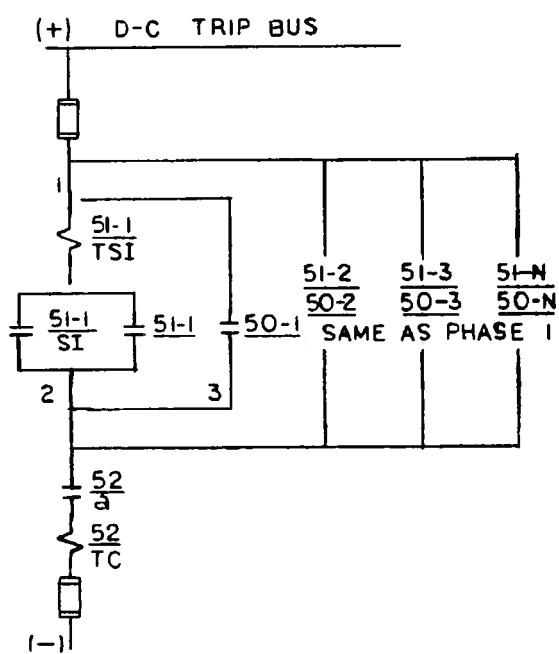 (+) D-C TRIP BUS
1
51-1
TSI
51-1
SI
51-1
50-1
51-2
50-2
51-3
50-3
51-N
50-N
SAME AS PHASE 1
2
3
52
a
52
TC
(-)